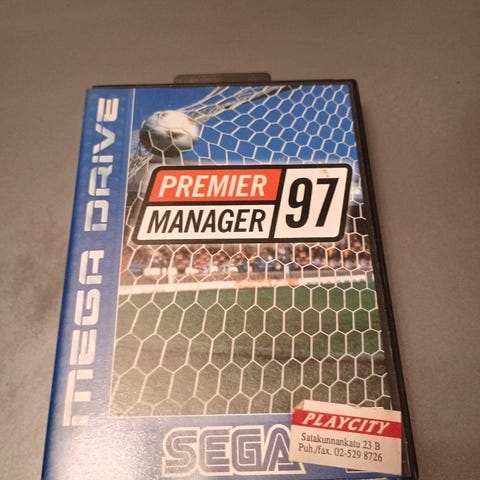 MEGA DRIVE
PREMIER
MANAGER
97
SEGA
PLAYCITY
Satakunnankatu 23 B
Puh./fax. 02-529 8726